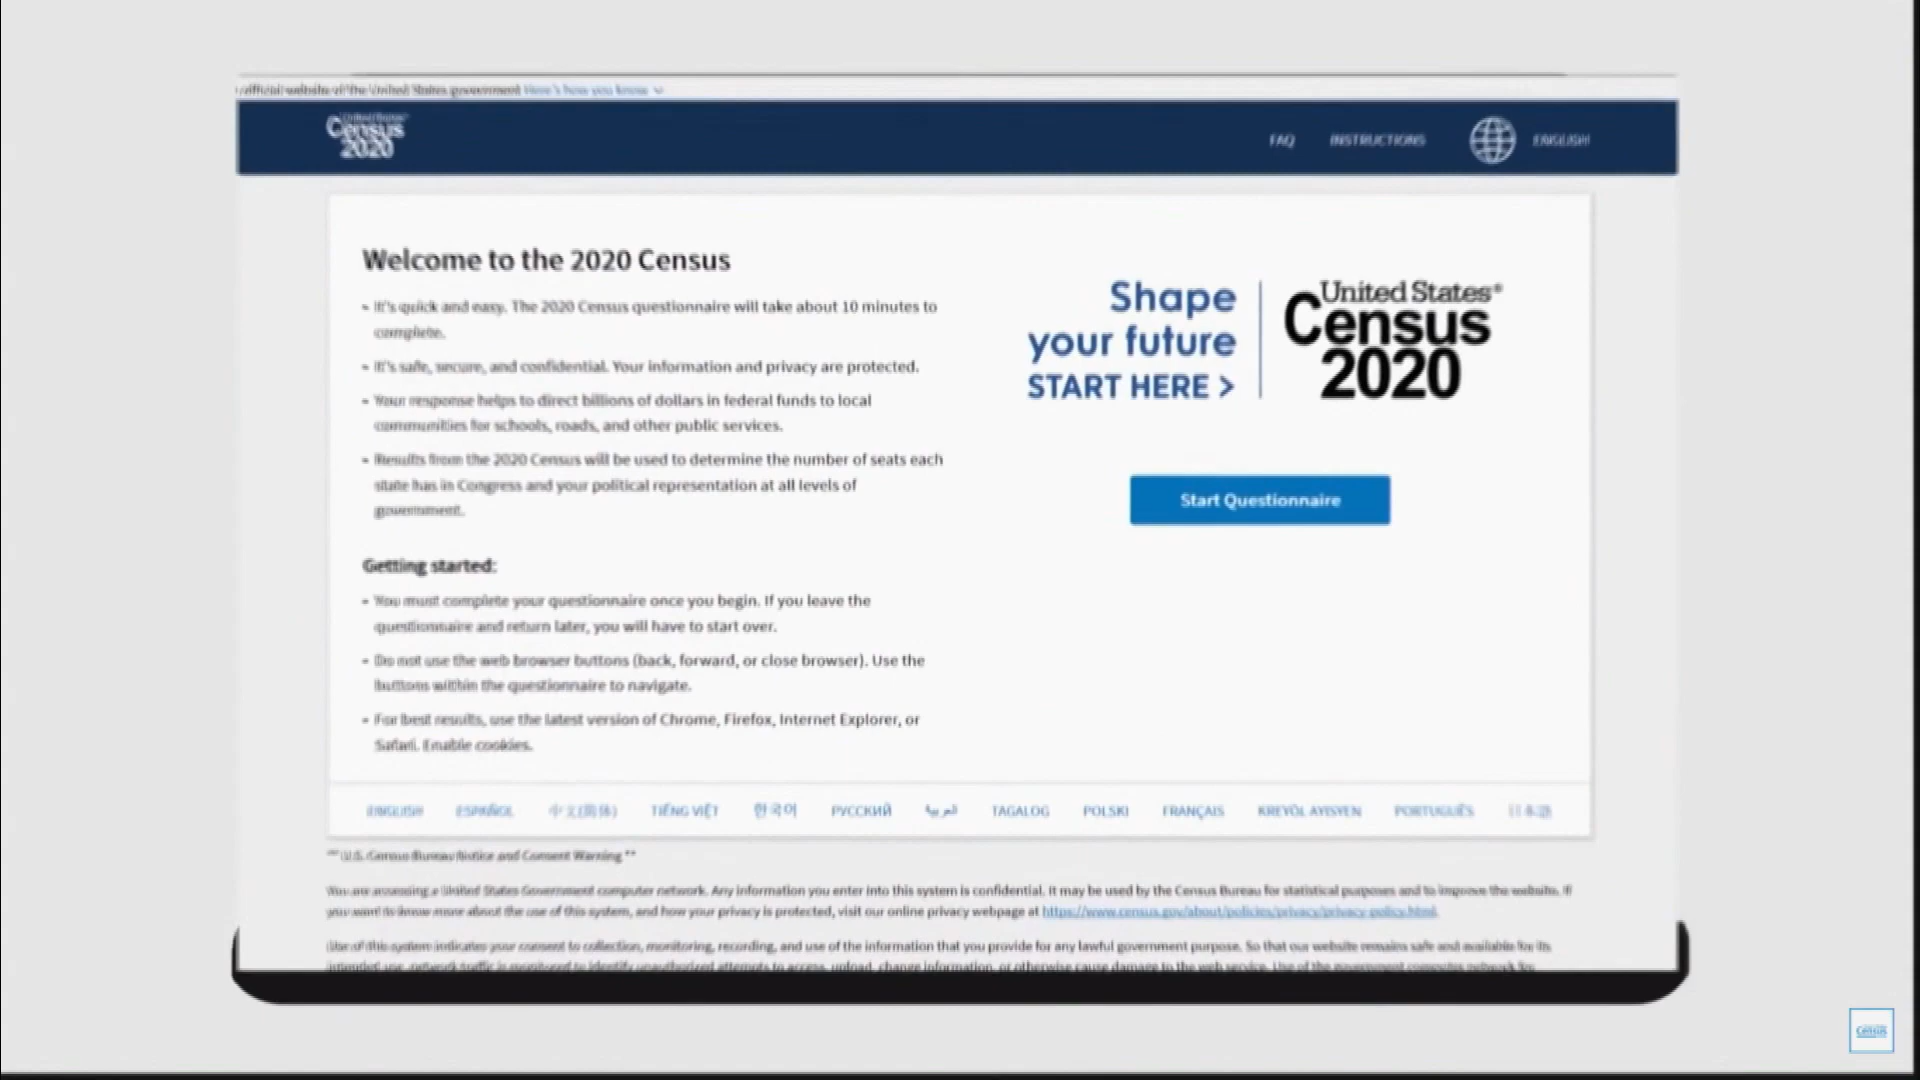 official website of the United States government Here's how you know
United States®
Census
2020
FAQ
INSTRUCTIONS
ENGLISH
Welcome to the 2020 Census
- It's quick and easy. The 2020 Census questionnaire will take about 10 minutes to
complete.
- It's safe, secure, and confidential. Your information and privacy are protected.
- Your response helps to direct billions of dollars in federal funds to local
communities for schools, roads, and other public services.
- Results from the 2020 Census will be used to determine the number of seats each
state has in Congress and your political representation at all levels of
government.
Shape
your future
START HERE >
United States®
Census
2020
Start Questionnaire
Getting started:
- You must complete your questionnaire once you begin. If you leave the
questionnaire and return later, you will have to start over.
- Do not use the web browser buttons (back, forward, or close browser). Use the
buttons within the questionnaire to navigate.
- For best results, use the latest version of Chrome, Firefox, Internet Explorer, or
Safari. Enable cookies.
ENGLISH ESPAÑOL 中文(简体) TIẾNG VIỆT 한국어 РУССКИЙ العربية TAGALOG POLSKI FRANÇAIS KREYÒL AYISYEN PORTUGUÊS 日本語
** U.S. Census Bureau Notice and Consent Warning **
You are accessing a United States Government computer network. Any information you enter into this system is confidential. It may be used by the Census Bureau for statistical purposes and to improve the website. If
you want to know more about the use of this system, and how your privacy is protected, visit our online privacy webpage at https://www.census.gov/about/policies/privacy/privacy-policy.html.
Use of this system indicates your consent to collection, monitoring, recording, and use of the information that you provide for any lawful government purpose. So that our website remains safe and available for its
intended use, network traffic is monitored to identify unauthorized attempts to access, upload, change information, or otherwise cause damage to the web service. Use of the government computer network for
Census